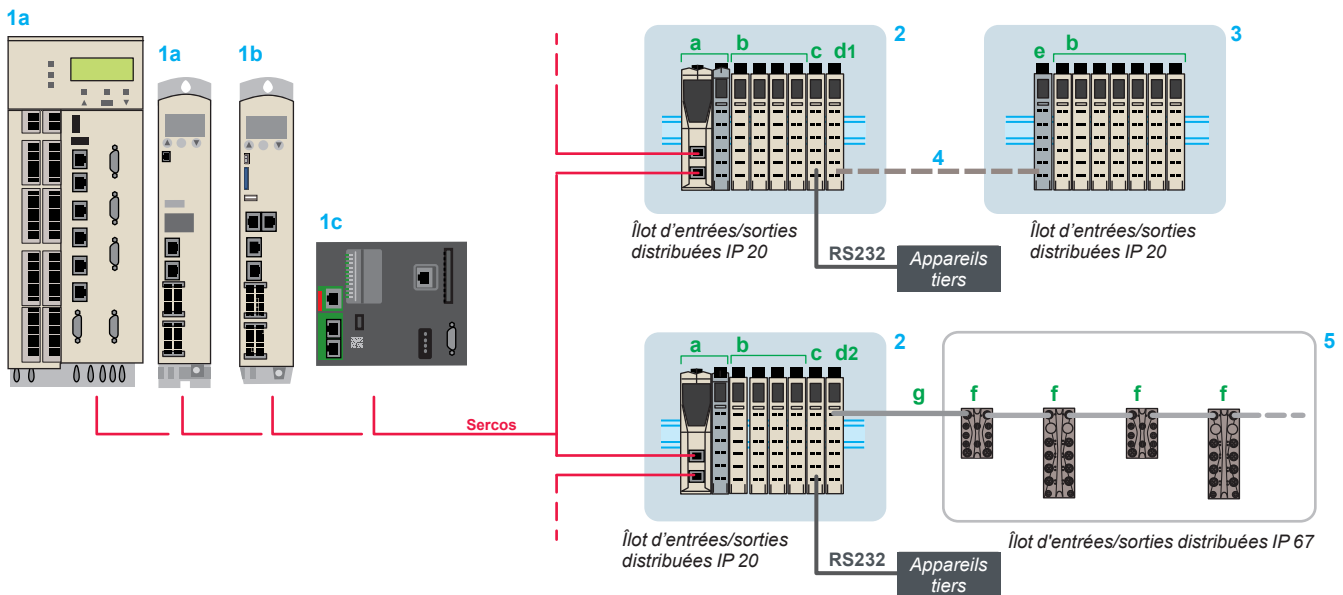 1a
1a
1b
1c
Sercos
2
a
b
c
d1
Îlot d’entrées/sorties
distribuées IP 20
RS232
Appareils
tiers
4
3
e
b
Îlot d’entrées/sorties
distribuées IP 20
2
a
b
c
d2
Îlot d’entrées/sorties
distribuées IP 20
RS232
Appareils
tiers
g
5
f
f
f
f
Îlot d'entrées/sorties distribuées IP 67